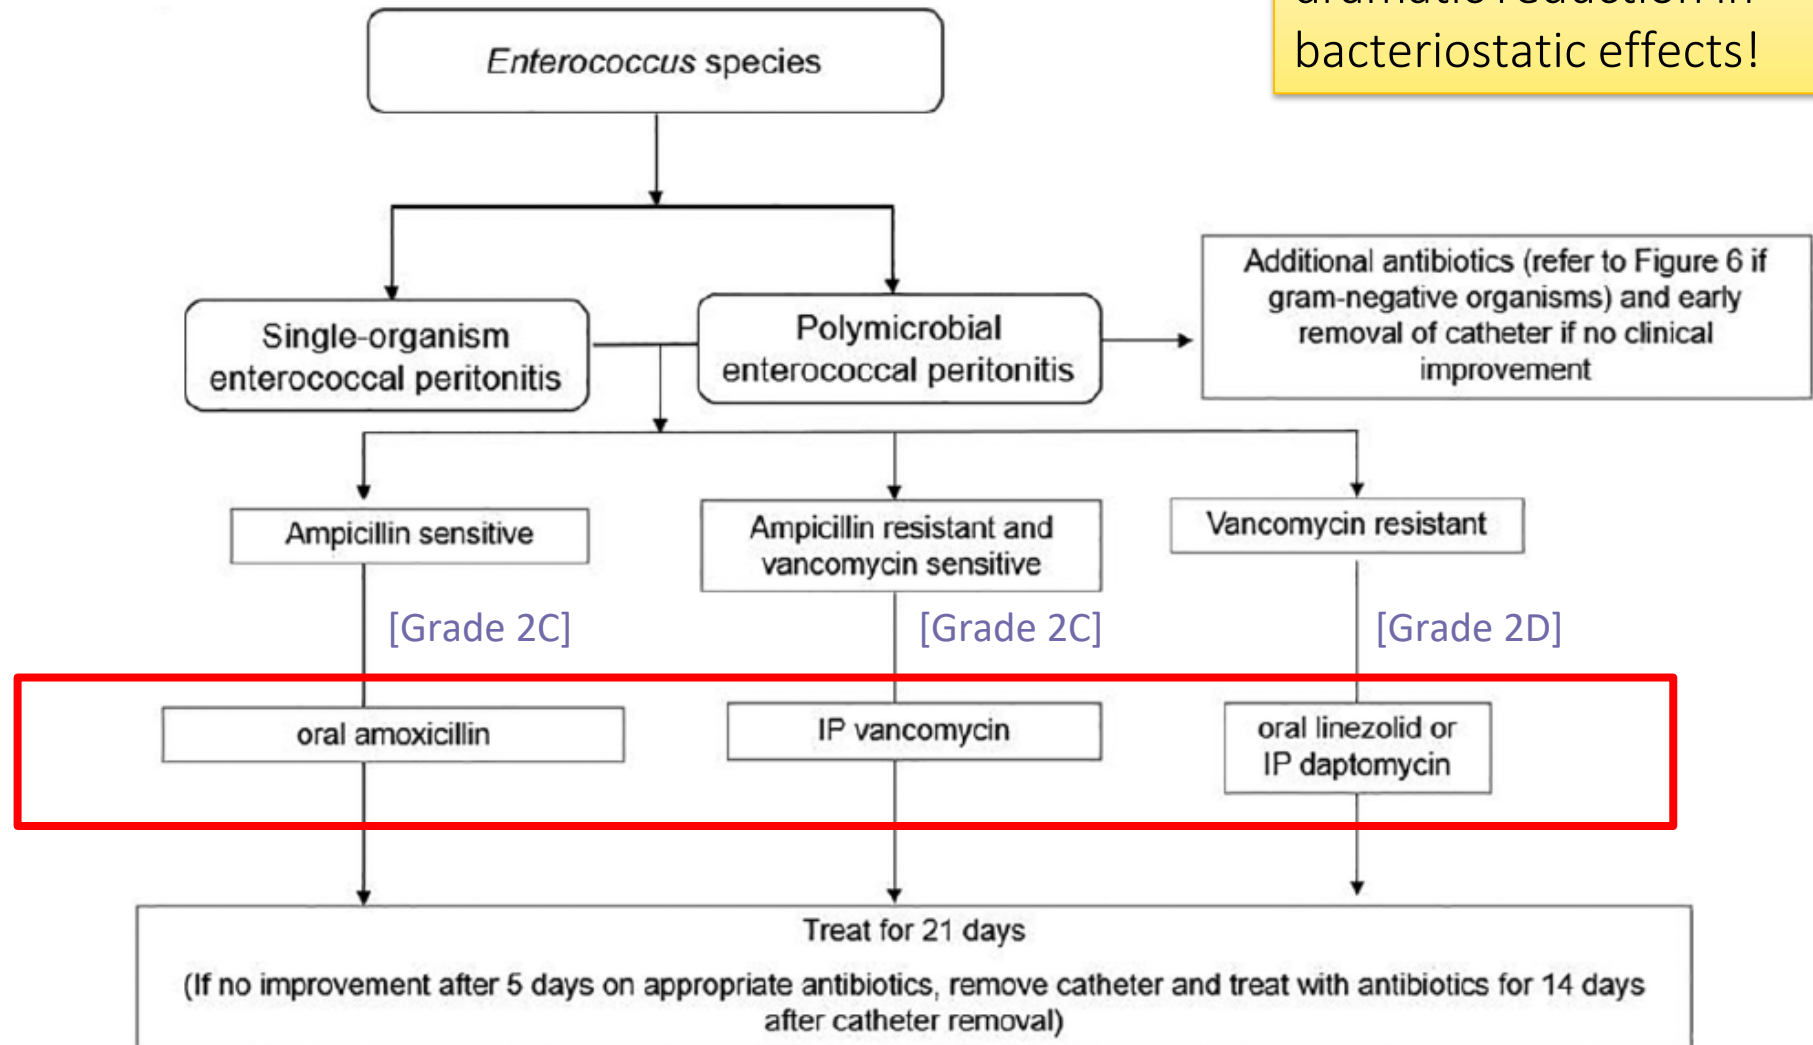 dramatic reduction in
bacteriostatic effects!
Enterococcus species
Single-organism
enterococcal peritonitis
Polymicrobial
enterococcal peritonitis
Additional antibiotics (refer to Figure 6 if
gram-negative organisms) and early
removal of catheter if no clinical
improvement
Ampicillin sensitive
Ampicillin resistant and
vancomycin sensitive
Vancomycin resistant
[Grade 2C]
[Grade 2C]
[Grade 2D]
oral amoxicillin
IP vancomycin
oral linezolid or
IP daptomycin
Treat for 21 days
(If no improvement after 5 days on appropriate antibiotics, remove catheter and treat with antibiotics for 14 days
after catheter removal)